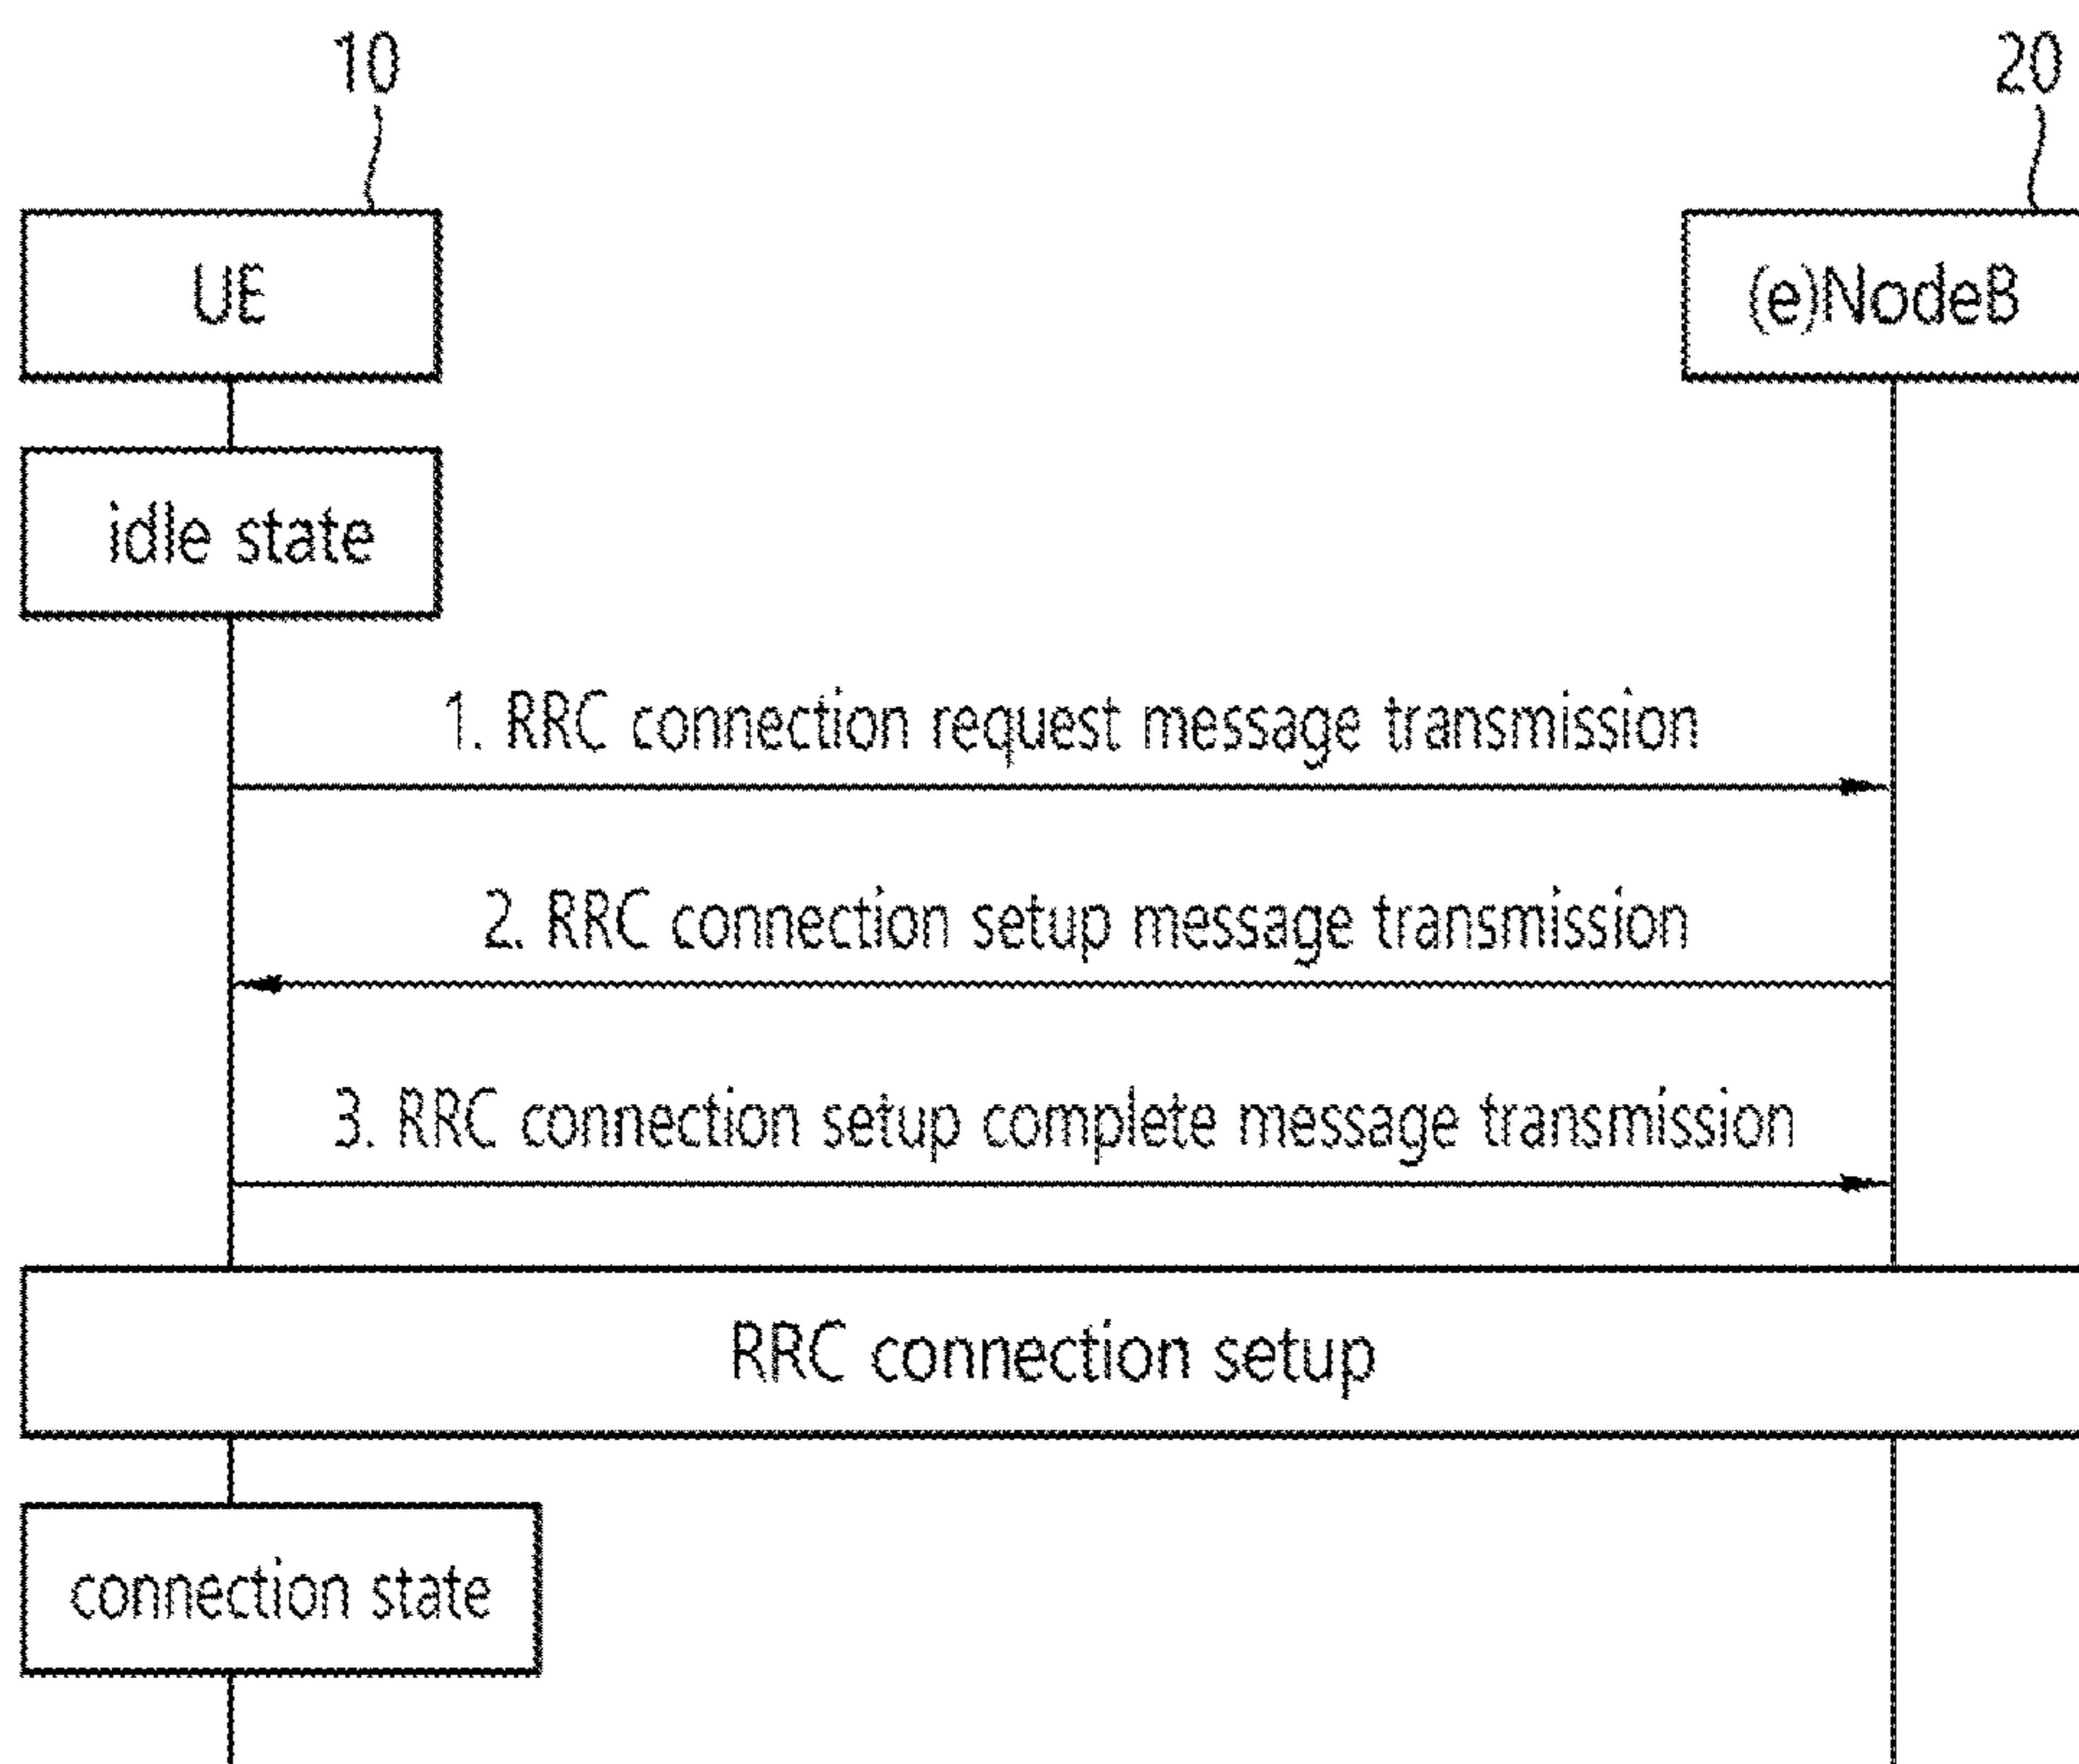 10
20
UE
(e)NodeB
idle state
1. RRC connection request message transmission
2. RRC connection setup message transmission
3. RRC connection setup complete message transmission
RRC connection setup
connection state